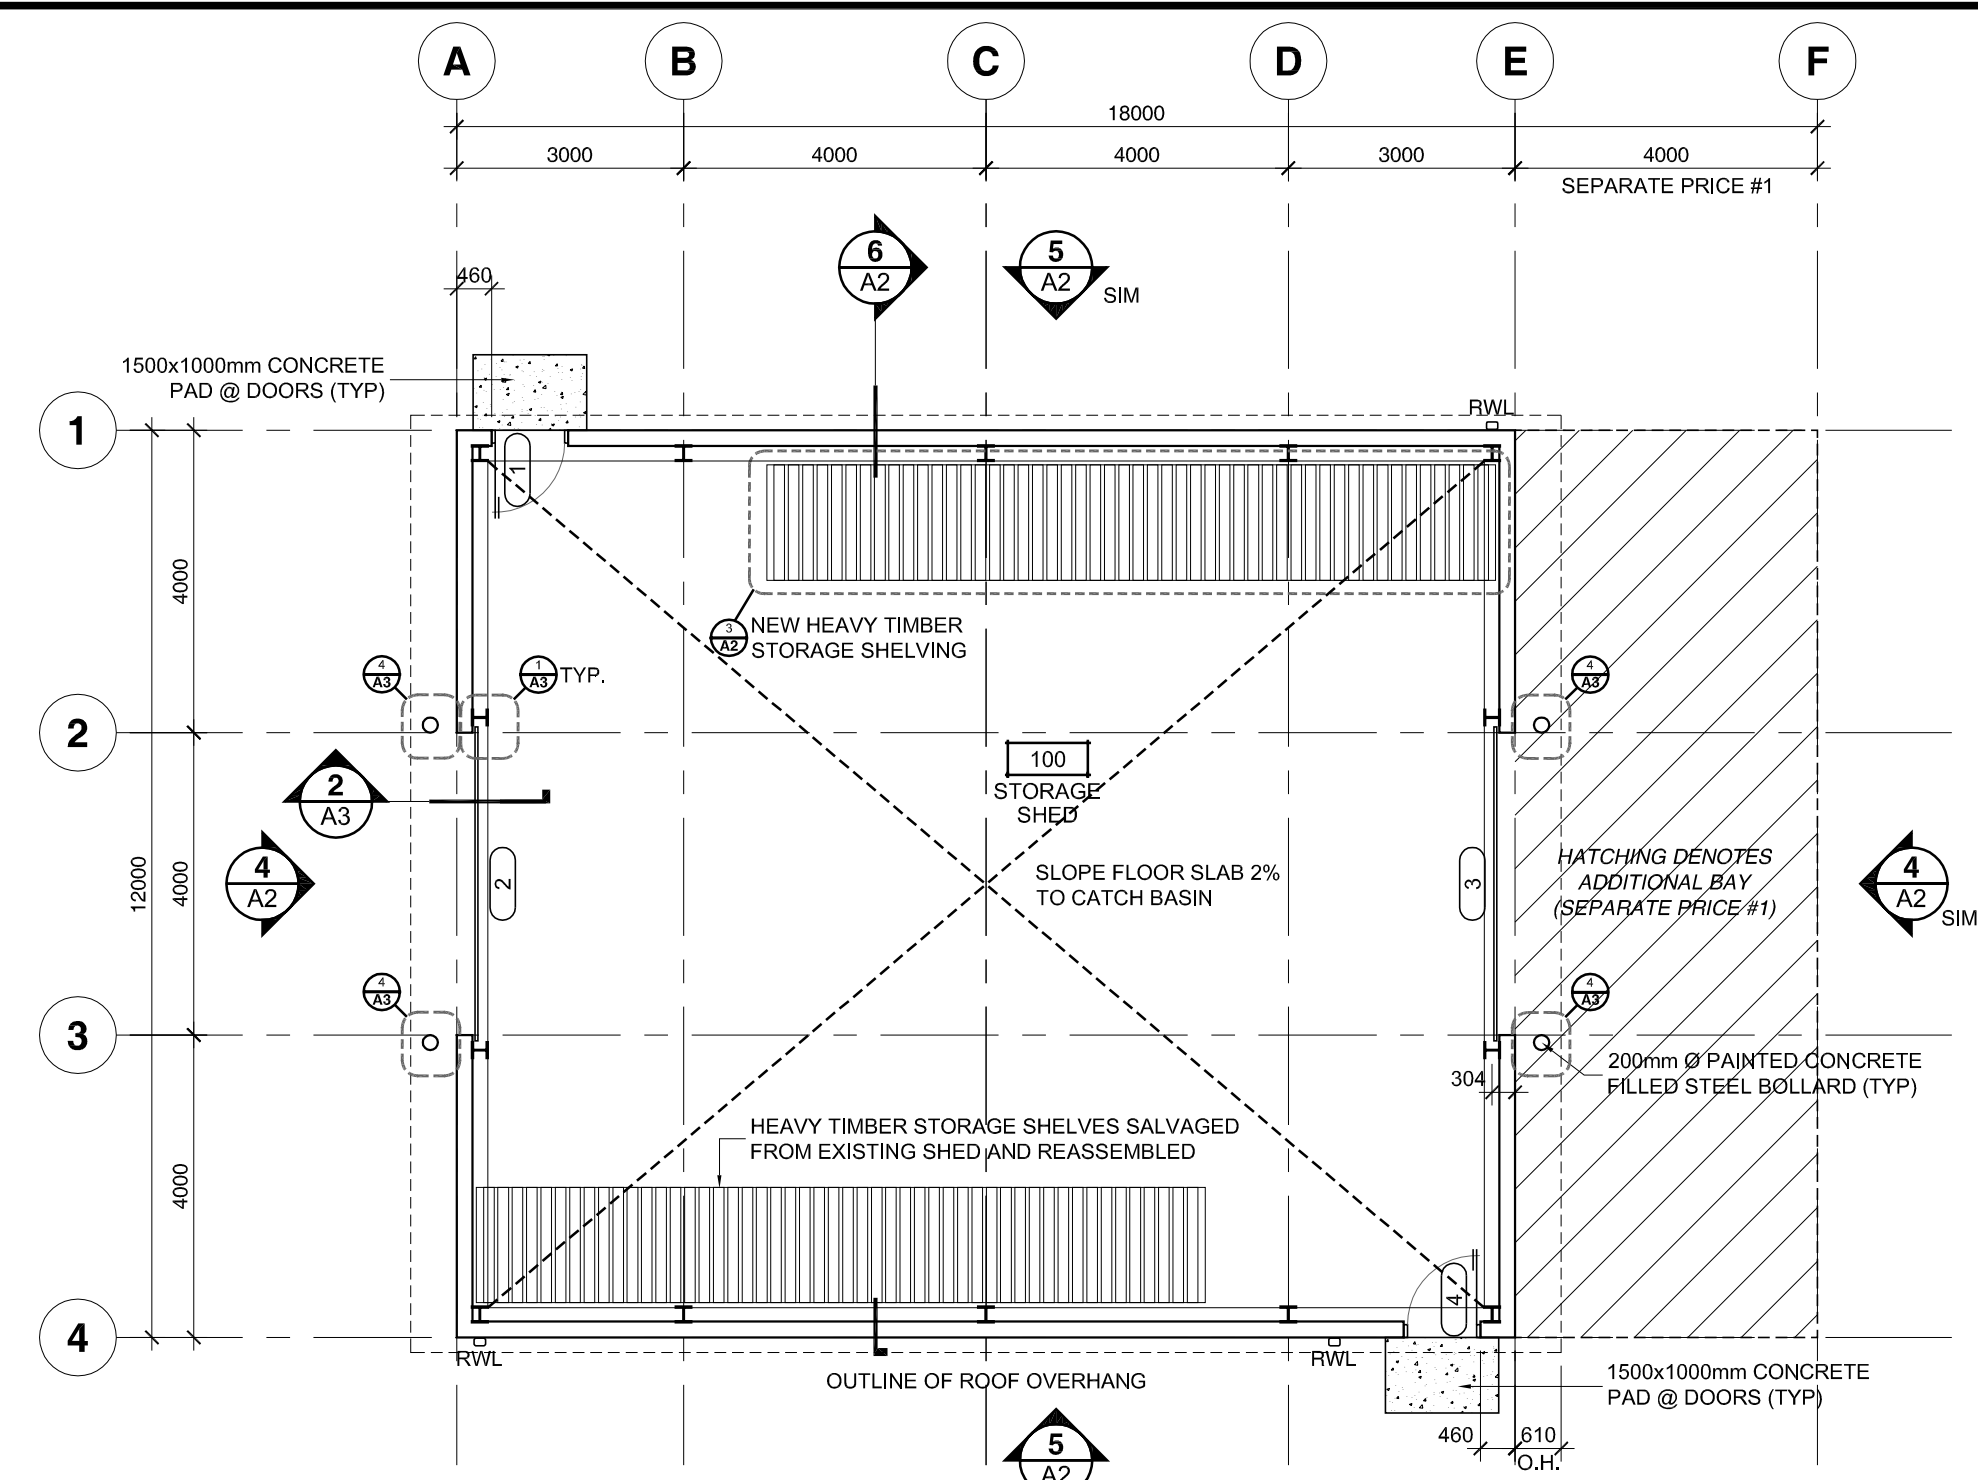 A B C D E F
18000
3000 4000 4000 3000 4000
SEPARATE PRICE #1
6
A2
5
A2
SIM
460
1500x1000mm CONCRETE
PAD @ DOORS (TYP)
RWL
1
1
4000
3
A2
NEW HEAVY TIMBER
STORAGE SHELVING
4
A3
1
A3
TYP.
4
A3
2
100
STORAGE
SHED
2
A3
4
A2
12000
4000
2
SLOPE FLOOR SLAB 2%
TO CATCH BASIN
3
HATCHING DENOTES
ADDITIONAL BAY
(SEPARATE PRICE #1)
4
A2
SIM
4
A3
4
A3
3
200mm Ø PAINTED CONCRETE
FILLED STEEL BOLLARD (TYP)
304
HEAVY TIMBER STORAGE SHELVES SALVAGED
FROM EXISTING SHED AND REASSEMBLED
4000
4
4
RWL
RWL
OUTLINE OF ROOF OVERHANG
1500x1000mm CONCRETE
PAD @ DOORS (TYP)
5
A2
460
610
O.H.